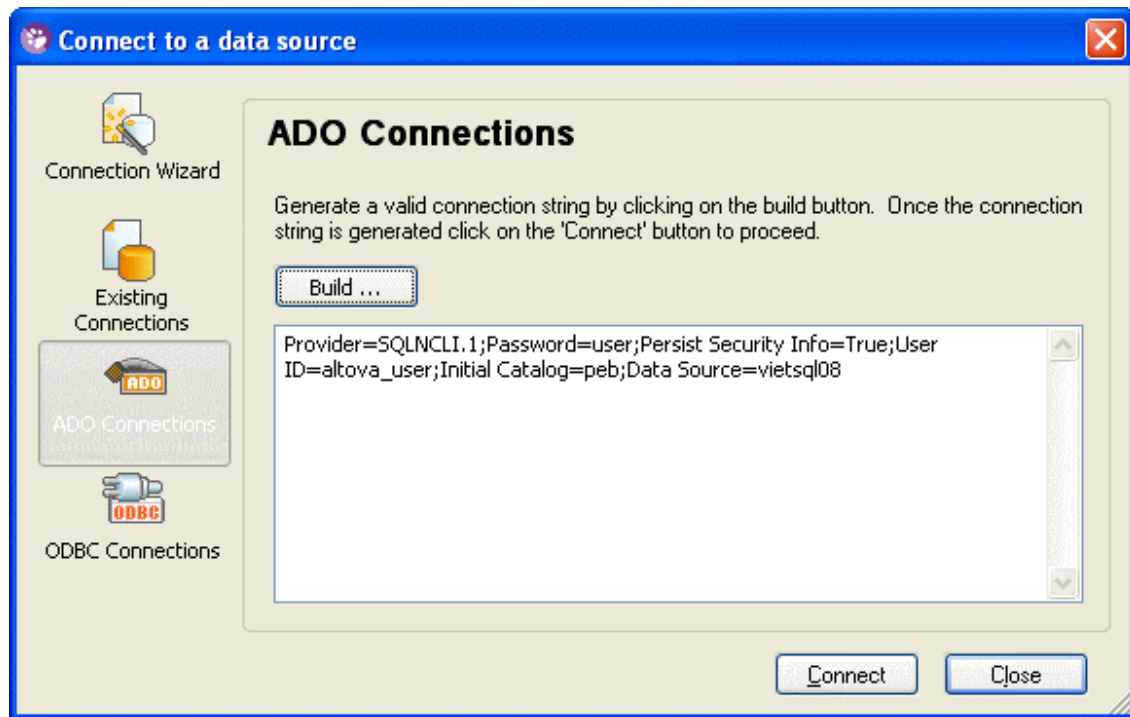 Connect to a data source
Connection Wizard
Existing
Connections
ADO
ADO Connections
ODBC
ODBC Connections
ADO Connections
Generate a valid connection string by clicking on the build button.  Once the connection
string is generated click on the 'Connect' button to proceed.
Build ...
Provider=SQLNCLI.1;Password=user;Persist Security Info=True;User
ID=altova_user;Initial Catalog=peb;Data Source=vietsql08
Connect
Close